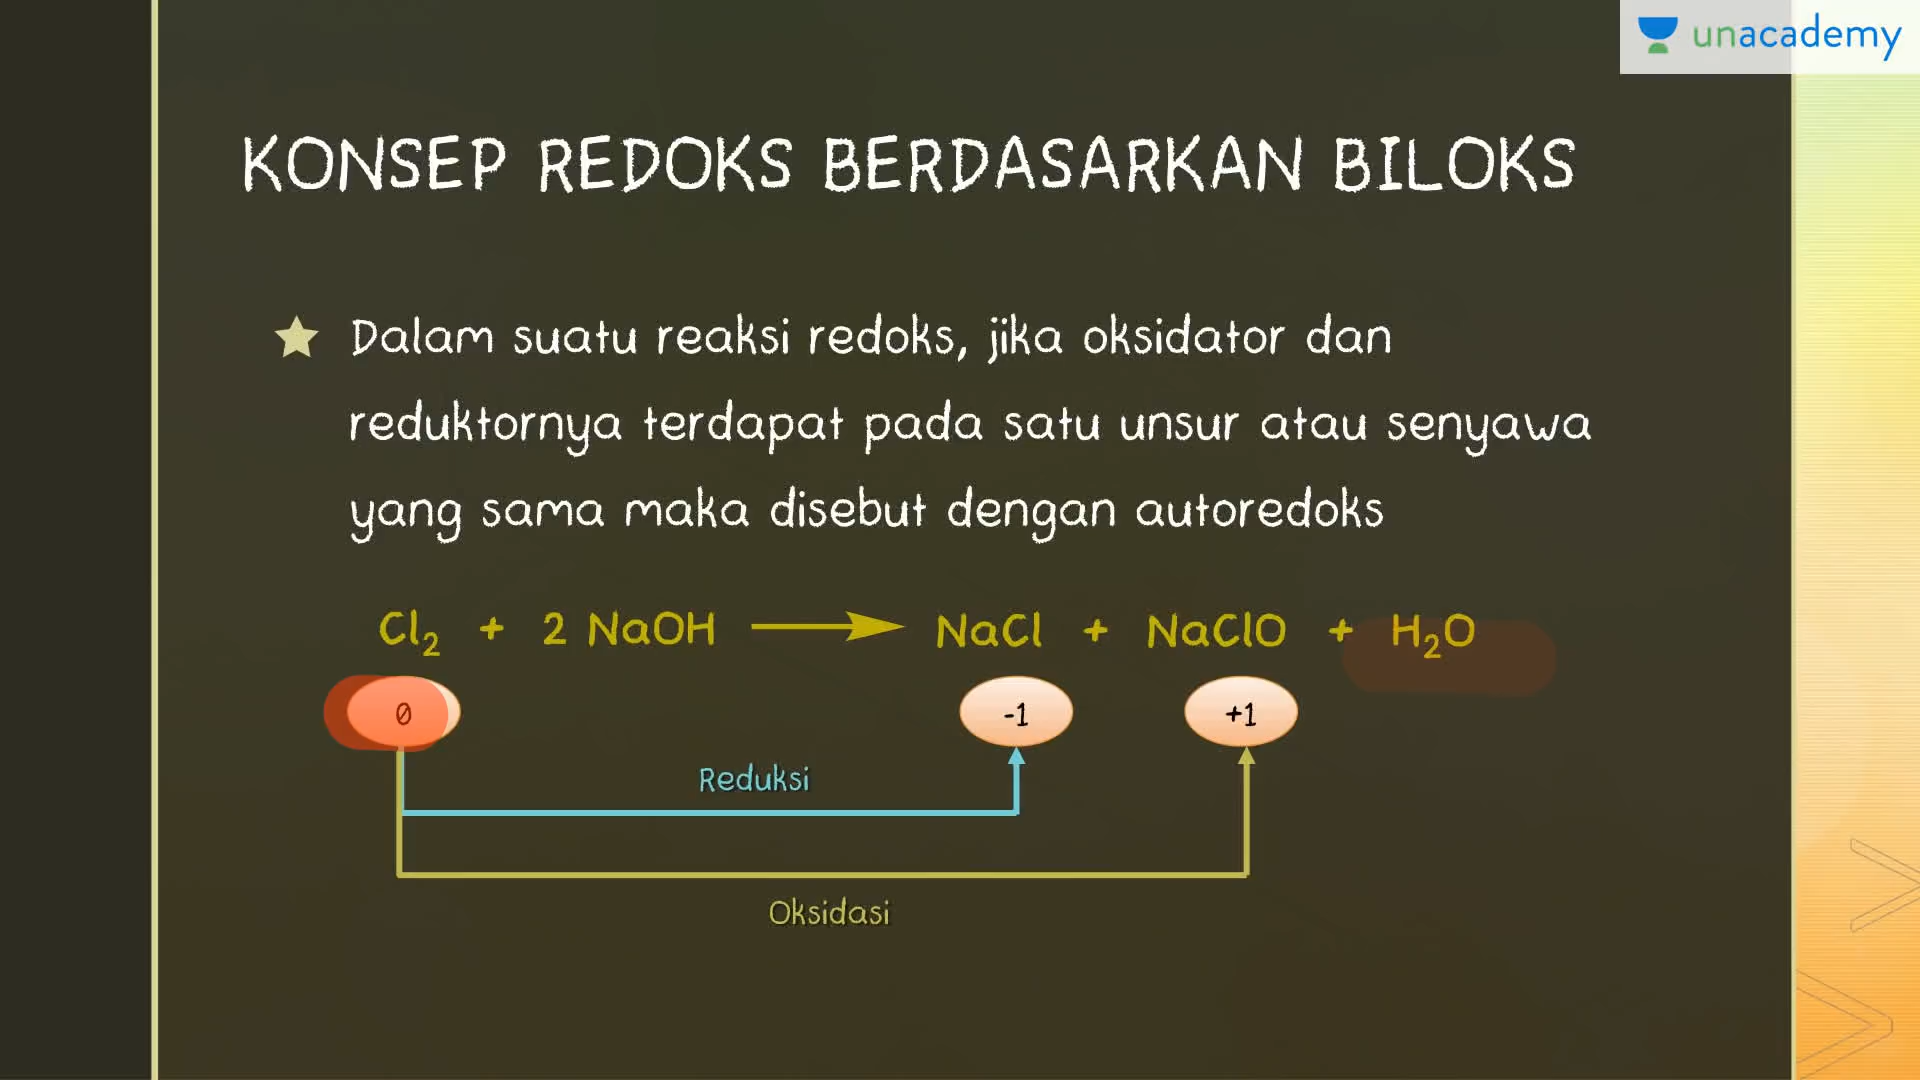 unacademy
KONSEP REDOKS BERDASARKAN BILOKS
Dalam suatu reaksi redoks, jika oksidator dan
reduktornya terdapat pada satu unsur atau senyawa
yang sama maka disebut dengan autoredoks
Cl₂ + 2 NaOH → NaCl + NaClO + H₂O
0 -1 +1
Reduksi
Oksidasi